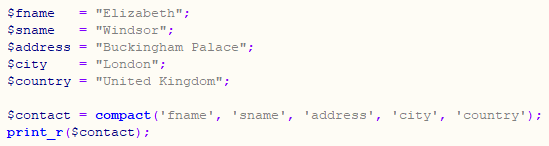 $fname   = "Elizabeth";
$sname   = "Windsor";
$address = "Buckingham Palace";
$city    = "London";
$country = "United Kingdom";

$contact = compact('fname', 'sname', 'address', 'city', 'country');
print_r($contact);